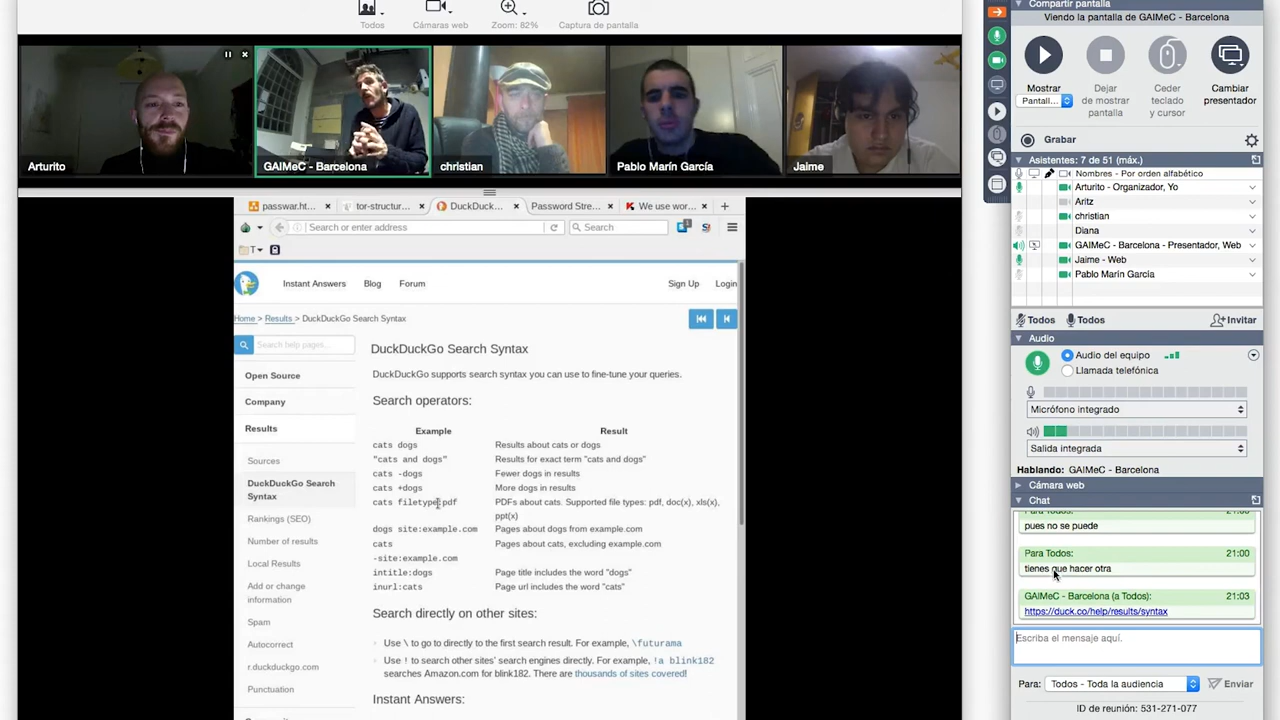 Todos
Cámaras web
Zoom: 82%
Captura de pantalla
Arturito
GAIMeC - Barcelona
christian
Pablo Marín García
Jaime
passwar.ht...
tor-structur...
DuckDuck...
Password Stre...
We use wor...
Search or enter address
Search
T
Instant Answers
Blog
Forum
Sign Up
Login
Home > Results > DuckDuckGo Search Syntax
Search help pages...
Open Source
Company
Results
Sources
DuckDuckGo Search
Syntax
Rankings (SEO)
Number of results
Local Results
Add or change
information
Spam
Autocorrect
r.duckduckgo.com
Punctuation
DuckDuckGo Search Syntax
DuckDuckGo supports search syntax you can use to fine-tune your queries.
Search operators:
Example Result
cats dogs Results about cats or dogs
"cats and dogs" Results for exact term "cats and dogs"
cats -dogs Fewer dogs in results
cats +dogs More dogs in results
cats filetype:pdf PDFs about cats. Supported file types: pdf, doc(x), xls(x),
ppt(x)
dogs site:example.com Pages about dogs from example.com
cats Pages about cats, excluding example.com
-site:example.com
intitle:dogs Page title includes the word "dogs"
inurl:cats Page url includes the word "cats"
Search directly on other sites:
Use \ to go to directly to the first search result. For example, \futurama
Use ! to search other sites' search engines directly. For example, !a blink182
searches Amazon.com for blink182. There are thousands of sites covered!
Instant Answers:
Compartir pantalla
Viendo la pantalla de GAIMeC - Barcelona
Mostrar
Pantall...
Dejar
de mostrar
pantalla
Ceder
teclado
y cursor
Cambiar
presentador
Grabar
Asistentes: 7 de 51 (máx.)
Nombres - Por orden alfabético
Arturito - Organizador, Yo
Aritz
christian
Diana
GAIMeC - Barcelona - Presentador, Web
Jaime - Web
Pablo Marín García
Todos
Todos
Invitar
Audio
Audio del equipo
Llamada telefónica
Micrófono integrado
Salida integrada
Hablando: GAIMeC - Barcelona
Cámara web
Chat
Para Todos:
pues no se puede
Para Todos: 21:00
tienes que hacer otra
GAIMeC - Barcelona (a Todos): 21:03
https://duck.co/help/results/syntax
Escriba el mensaje aquí.
Para: Todos - Toda la audiencia Enviar
ID de reunión: 531-271-077